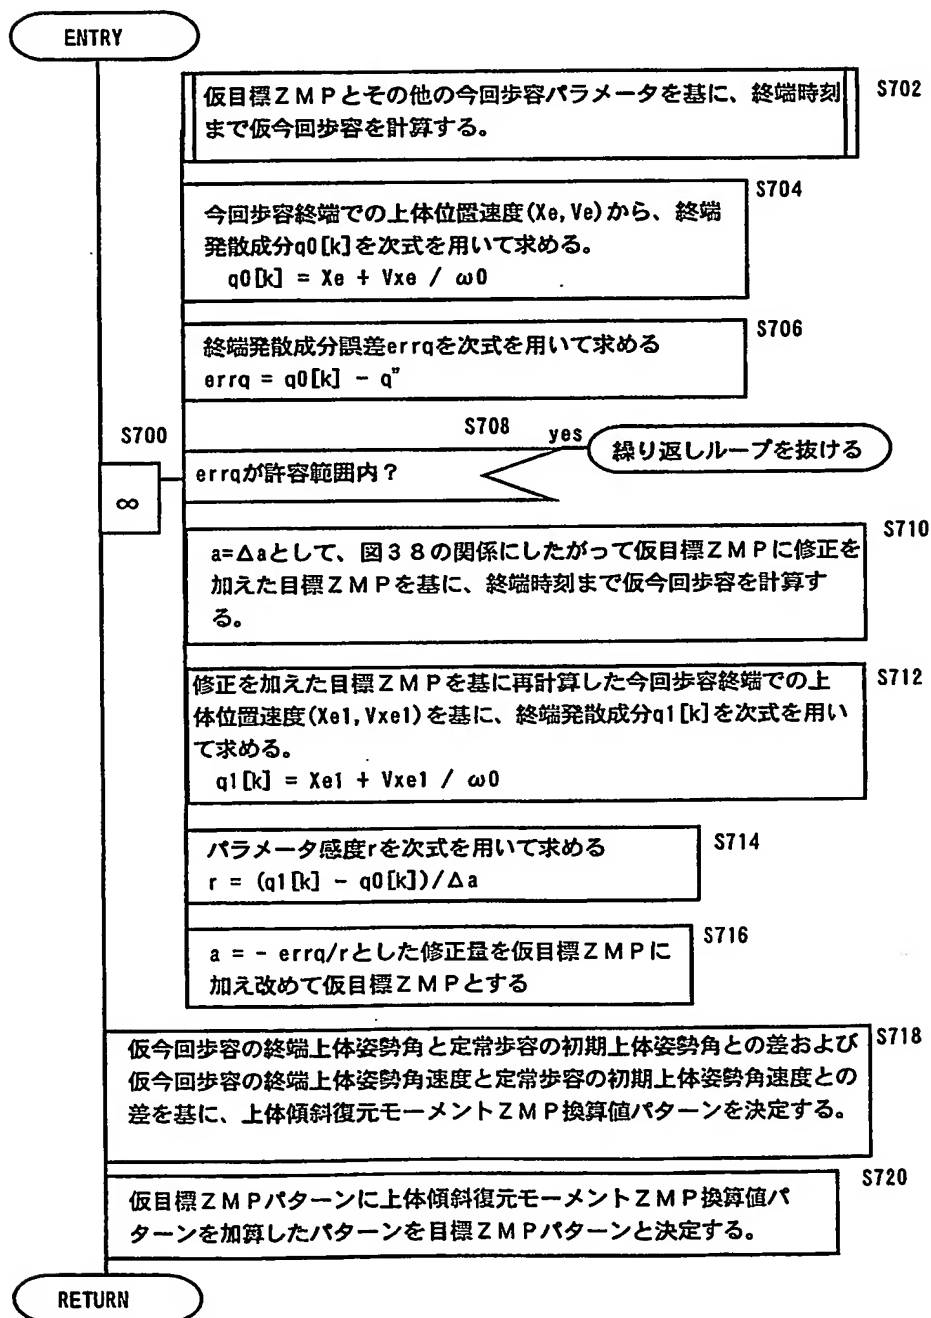 ENTRY
仮目標ZMPとその他の今回歩容パラメータを基に、終端時刻
まで仮今回歩容を計算する。
S702
S704
今回歩容終端での上体位置速度(Xe,Ve)から、終端
発散成分q0[k]を次式を用いて求める。
q0[k] = Xe + Vxe / ω0
S706
終端発散成分誤差errqを次式を用いて求める
errq = q0[k] - q"
S700
∞
S708
yes
繰り返しループを抜ける
errqが許容範囲内?
S710
a=Δaとして、図38の関係にしたがって仮目標ZMPに修正を
加えた目標ZMPを基に、終端時刻まで仮今回歩容を計算す
る。
S712
修正を加えた目標ZMPを基に再計算した今回歩容終端での上
体位置速度(Xe1,Vxe1)を基に、終端発散成分q1[k]を次式を用い
て求める。
q1[k] = Xe1 + Vxe1 / ω0
S714
パラメータ感度rを次式を用いて求める
r = (q1[k] - q0[k])/Δa
S716
a = - errq/rとした修正量を仮目標ZMPに
加え改めて仮目標ZMPとする
S718
仮今回歩容の終端上体姿勢角と定常歩容の初期上体姿勢角との差および
仮今回歩容の終端上体姿勢角速度と定常歩容の初期上体姿勢角速度との
差を基に、上体傾斜復元モーメントZMP換算値パターンを決定する。
S720
仮目標ZMPパターンに上体傾斜復元モーメントZMP換算値パ
ターンを加算したパターンを目標ZMPパターンと決定する。
RETURN